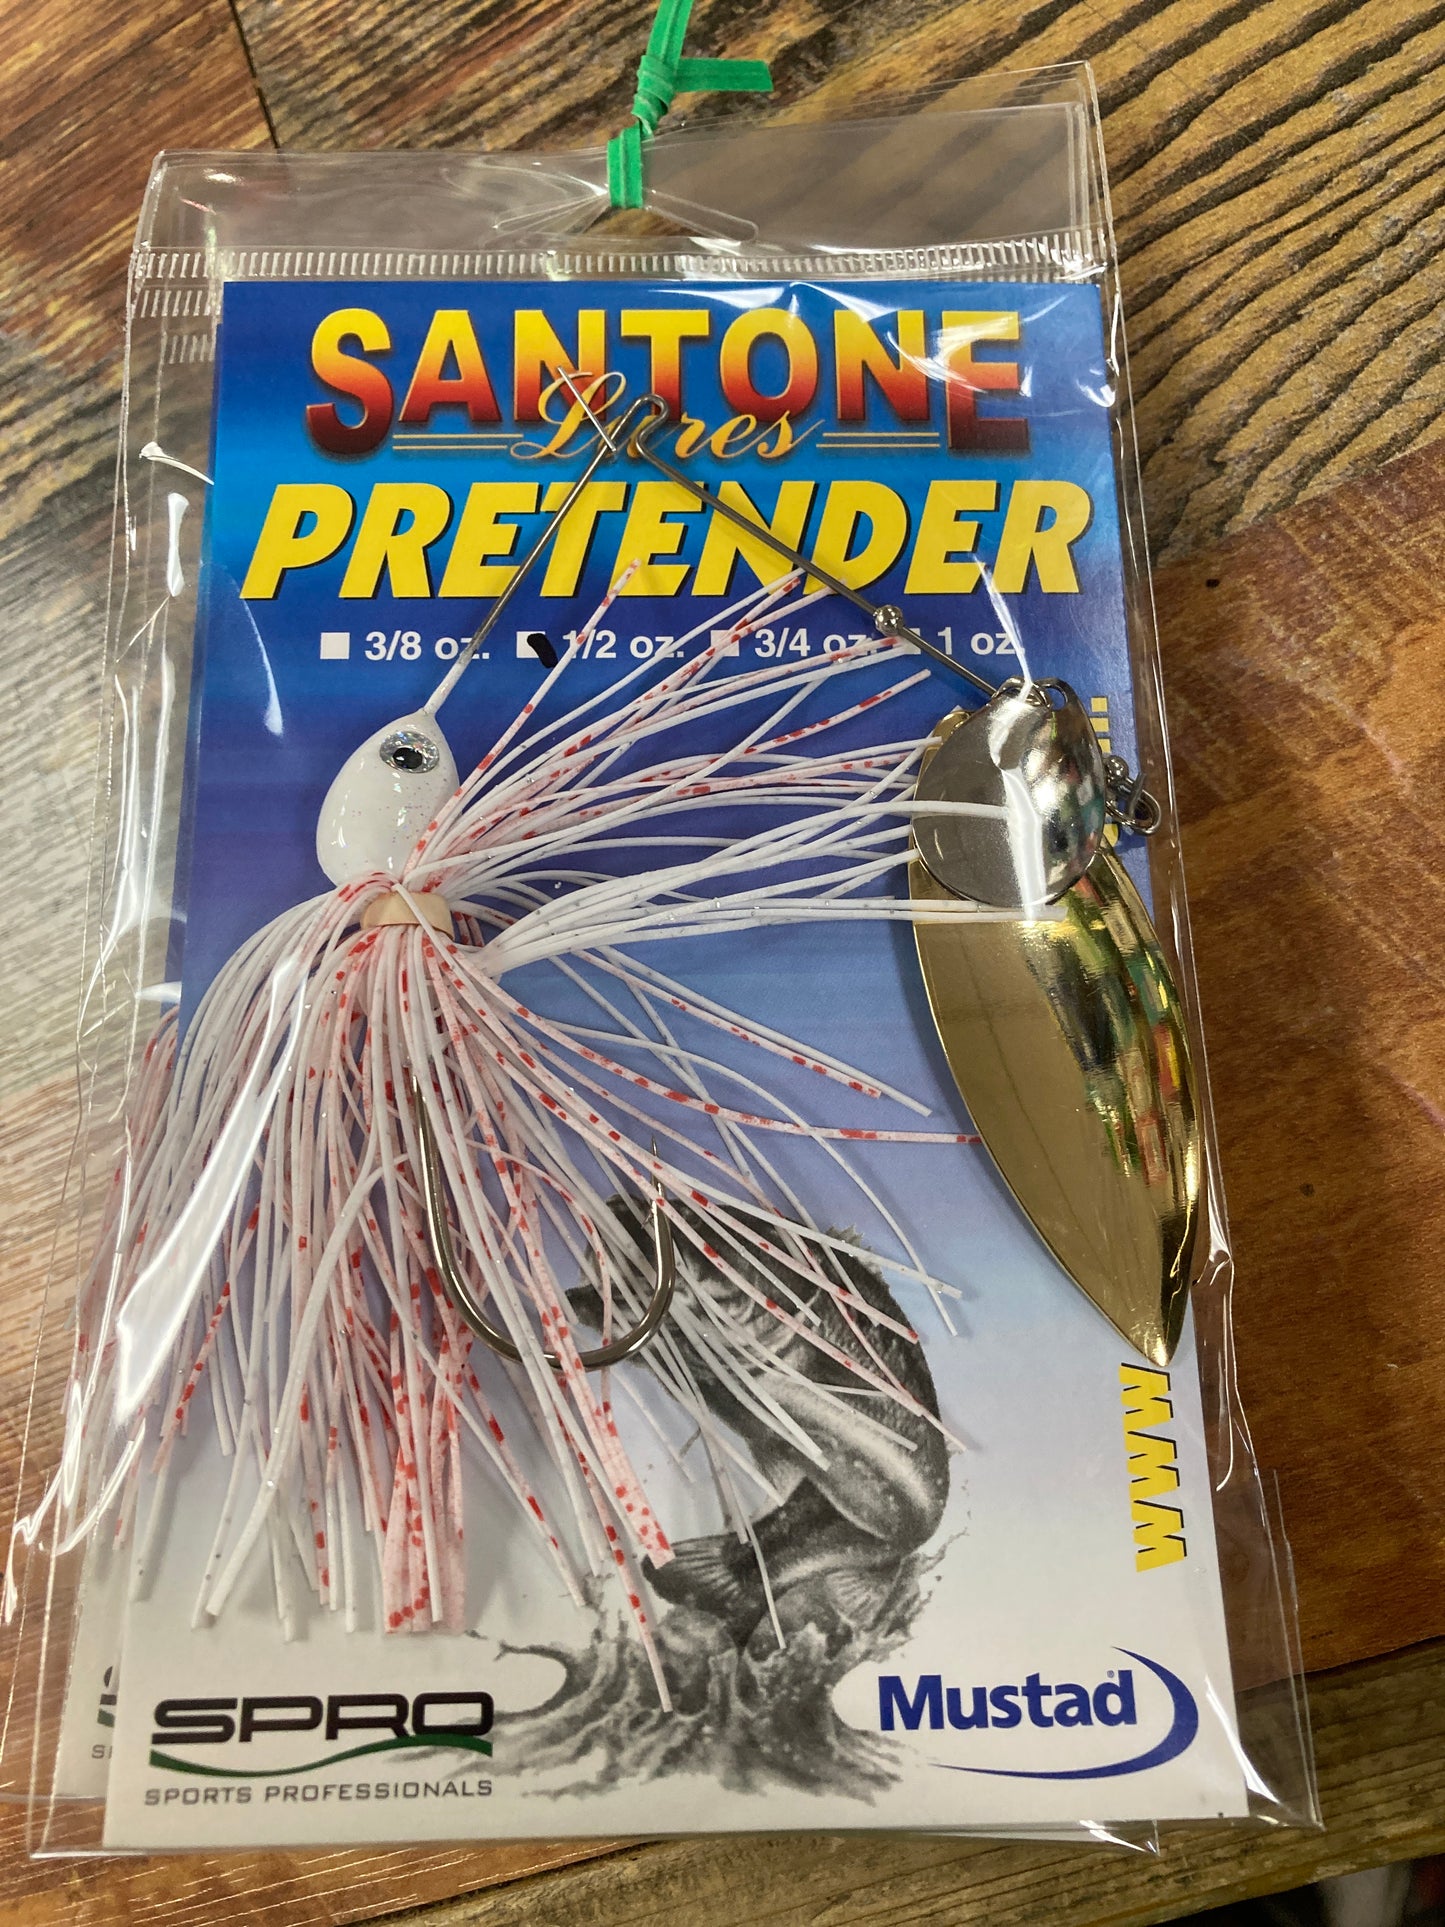 SANTONE
Lures
PRETENDER
3/8 oz. 1/2 oz. 3/4 oz. 1 oz.
www
SPRO
SPORTS PROFESSIONALS
Mustad®